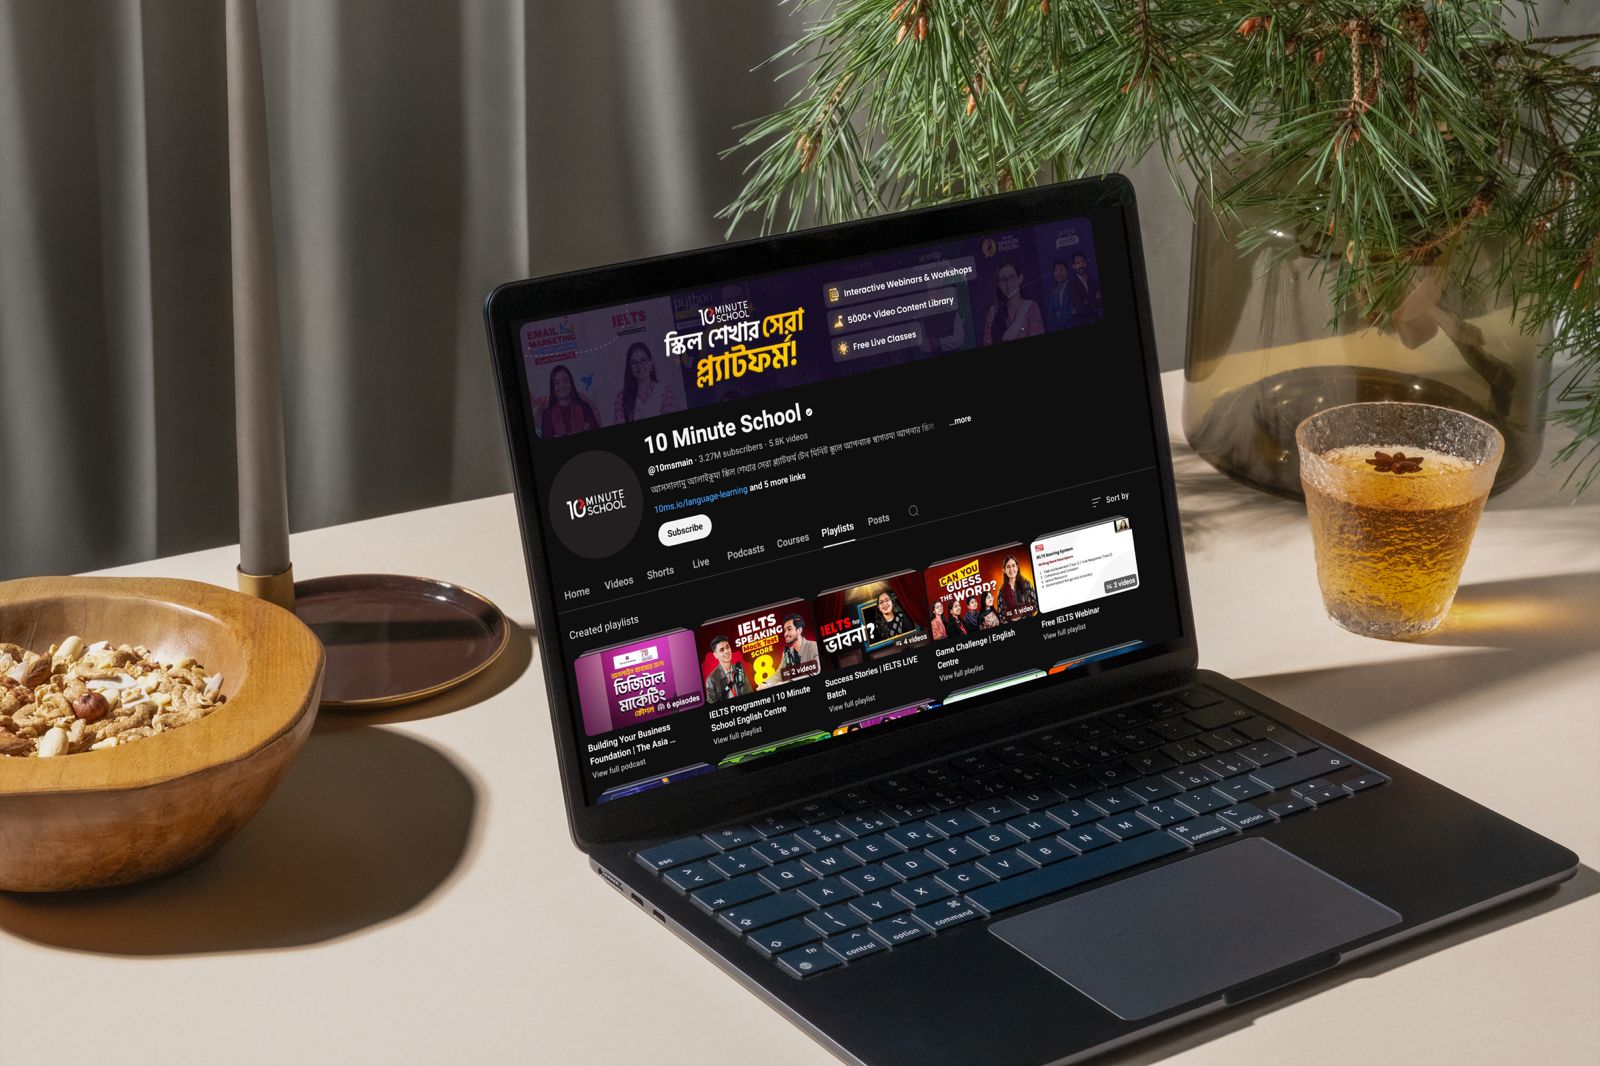 EMAIL
MARKETING
IELTS
python
10 MINUTE
SCHOOL
স্কিল শেখার সেরা
প্ল্যাটফর্ম!
Interactive Webinars & Workshops
5000+ Video Content Library
Free Live Classes
SPOKEN
ENGLISH
10 MINUTE
SCHOOL
10 Minute School
@10msmain · 3.27M subscribers · 5.8K videos
আসসালামু আলাইকুম! স্কিল শেখার সেরা প্ল্যাটফর্ম টেন মিনিট স্কুলে আপনাকে স্বাগতম! আপনার স্কিল ...more
10ms.io/language-learning and 5 more links
Subscribe
Home Videos Shorts Live Podcasts Courses Playlists Posts
Created playlists
Sort by
ডিজিটাল
মার্কেটিং
কৌশল
6 episodes
Building Your Business
Foundation | The Asia ...
View full podcast
IELTS
SPEAKING
Mock Test
SCORE
8
2 videos
IELTS Programme | 10 Minute
School English Centre
View full playlist
IELTS নিয়ে
ভাবনা?
4 videos
Success Stories | IELTS LIVE
Batch
View full playlist
CAN YOU
GUESS
THE WORD?
1 video
Game Challenge | English
Centre
View full playlist
IELTS Scoring System
3 videos
Free IELTS Webinar
View full playlist
esc
Q W E R T Z U I O P
A S D F G H J K L
Y X C V B N M
fn control option command command option